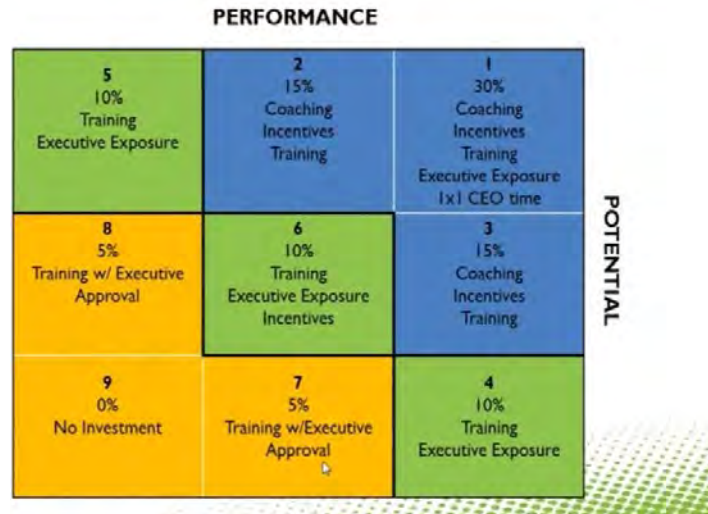 PERFORMANCE
5
10%
Training
Executive Exposure
2
15%
Coaching
Incentives
Training
1
30%
Coaching
Incentives
Training
Executive Exposure
1x1 CEO time
8
5%
Training w/ Executive
Approval
6
10%
Training
Executive Exposure
Incentives
3
15%
Coaching
Incentives
Training
9
0%
No Investment
7
5%
Training w/Executive
Approval
4
10%
Training
Executive Exposure
POTENTIAL